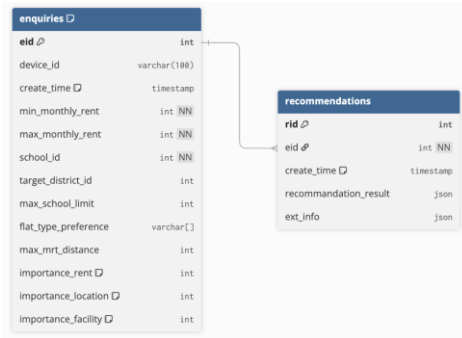 enquiries
eid int
device_id varchar(100)
create_time timestamp
min_monthly_rent int NN
max_monthly_rent int NN
school_id int NN
target_district_id int
max_school_limit int
flat_type_preference varchar[]
max_mrt_distance int
importance_rent int
importance_location int
importance_facility int
recommendations
rid int
eid int NN
create_time timestamp
recommandation_result json
ext_info json